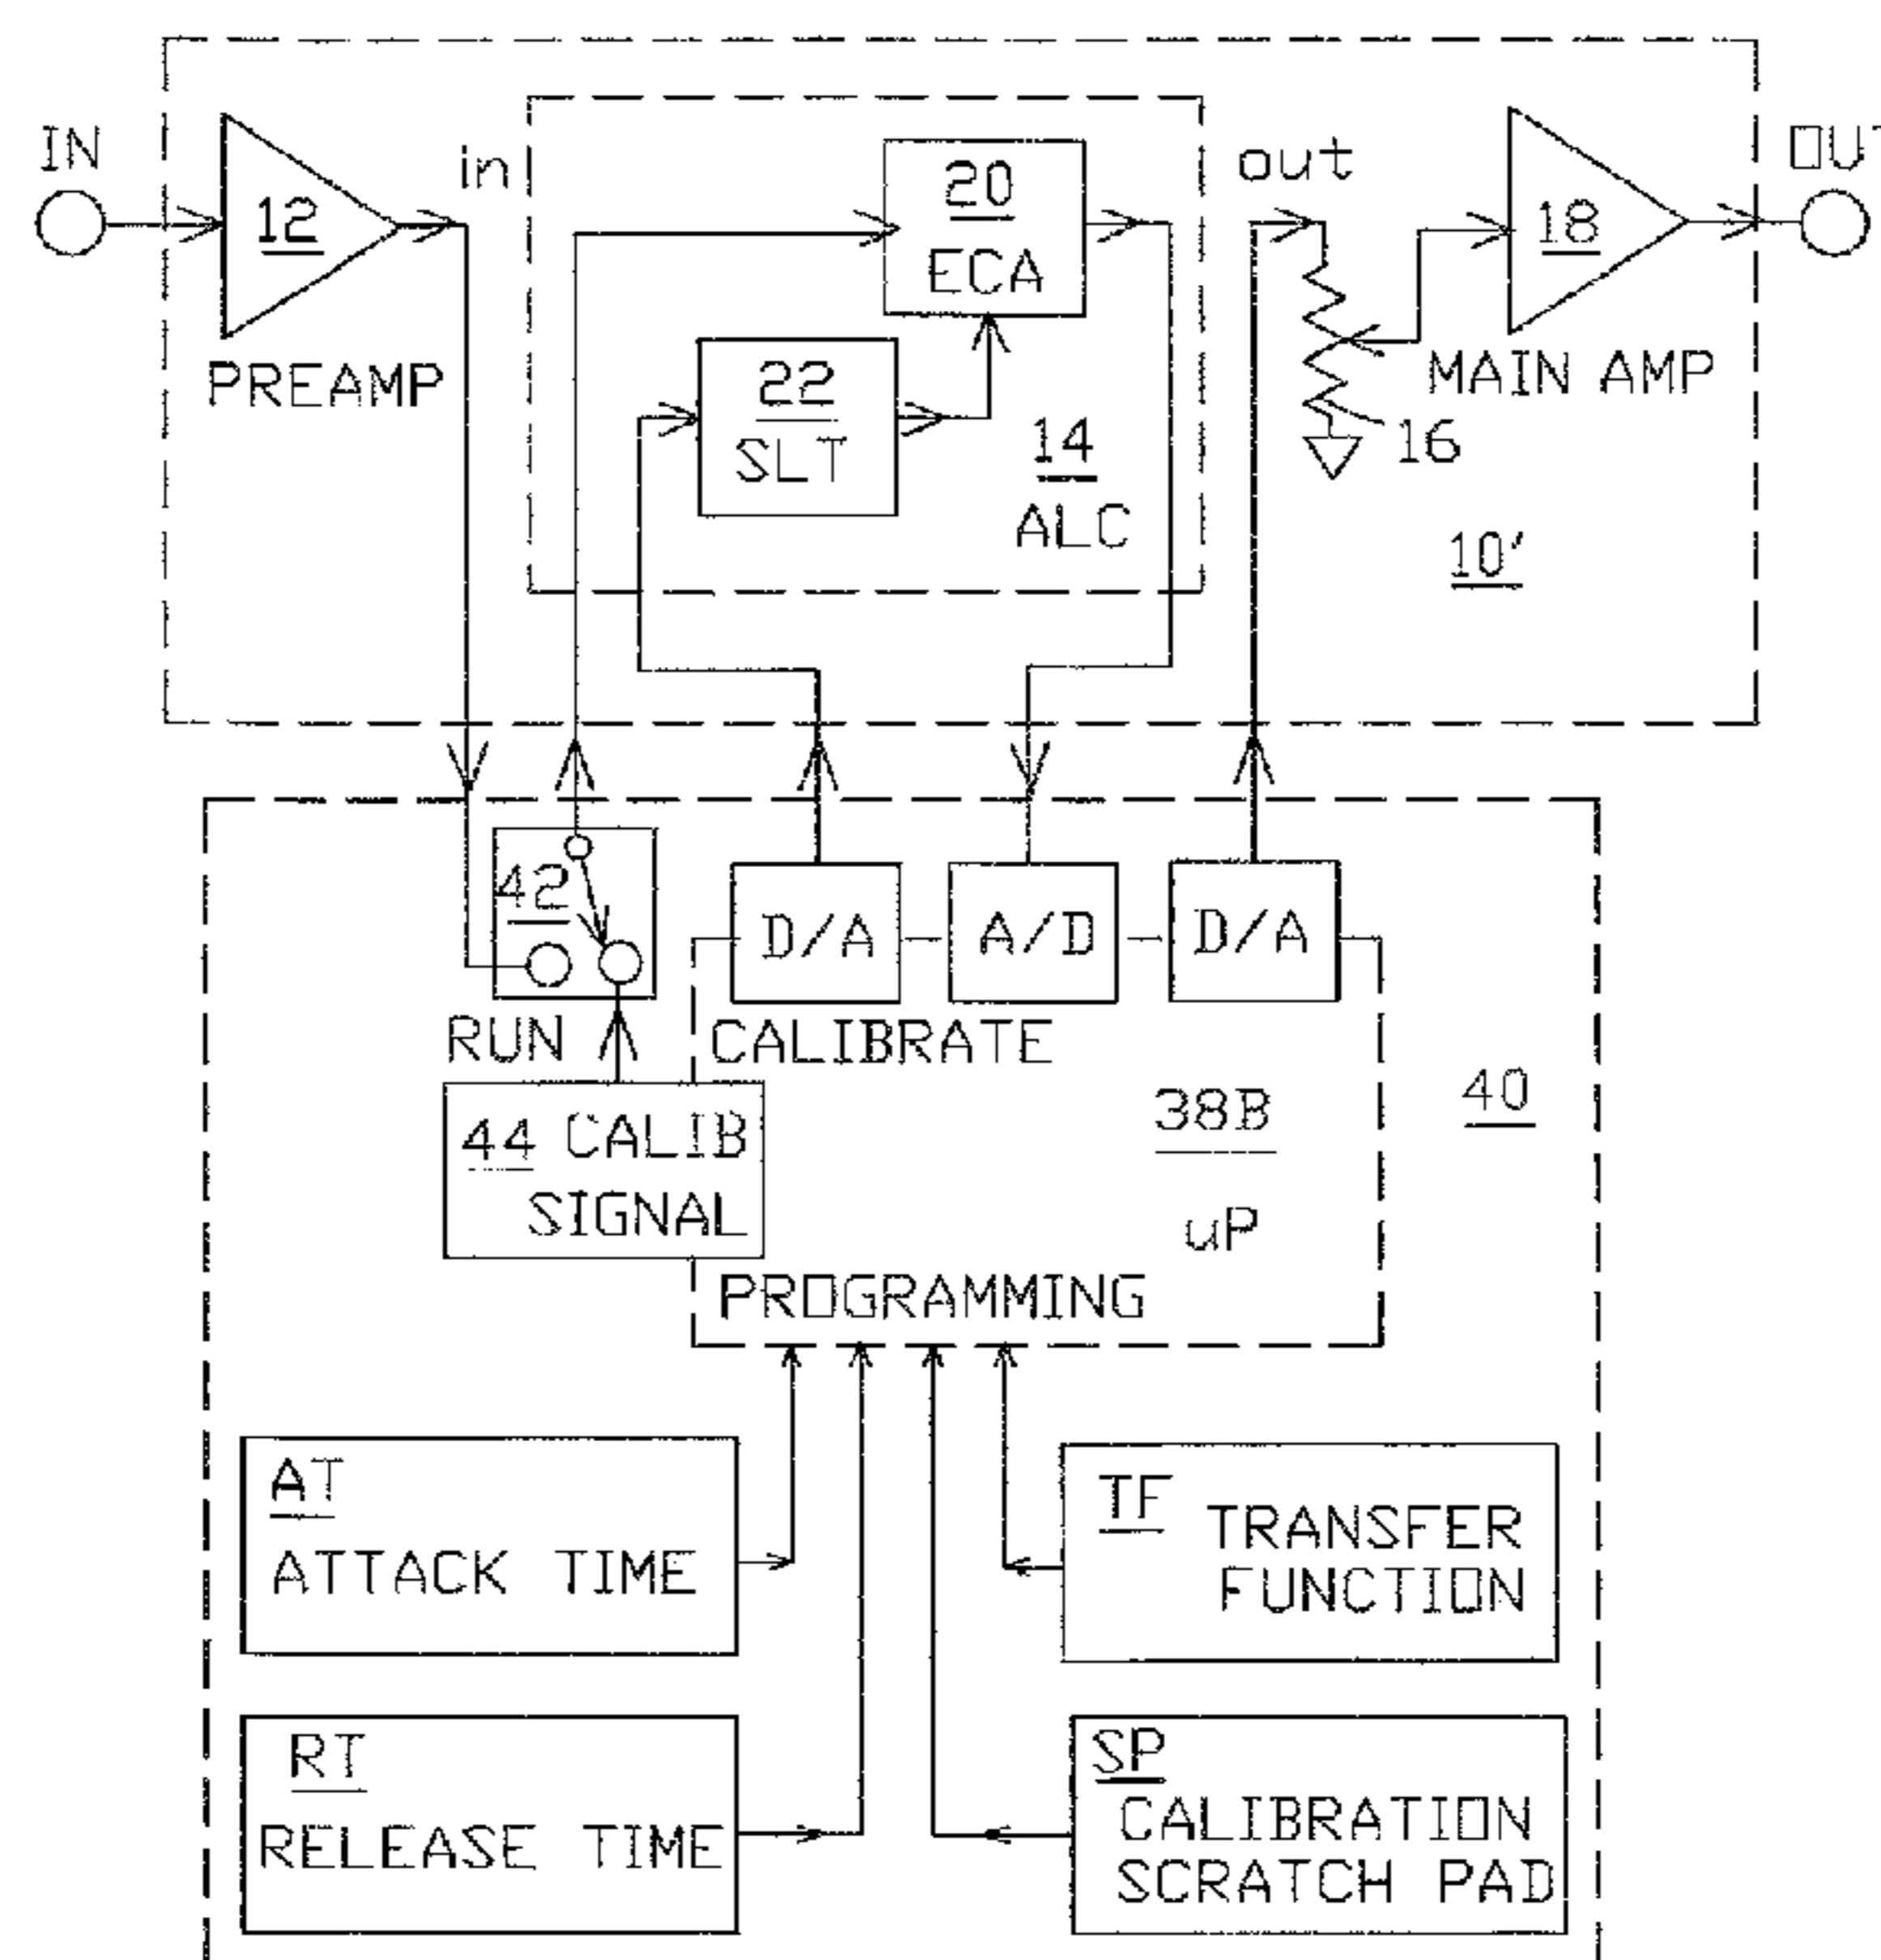 IN
12
PREAMP
in
20
ECA
22
SLT
14
ALC
out
16
18
MAIN AMP
OUT
10'
42
RUN
CALIBRATE
D/A
A/D
D/A
44 CALIB
SIGNAL
38B
uP
40
PROGRAMMING
AT
ATTACK TIME
TF
TRANSFER
FUNCTION
RT
RELEASE TIME
SP
CALIBRATION
SCRATCH PAD